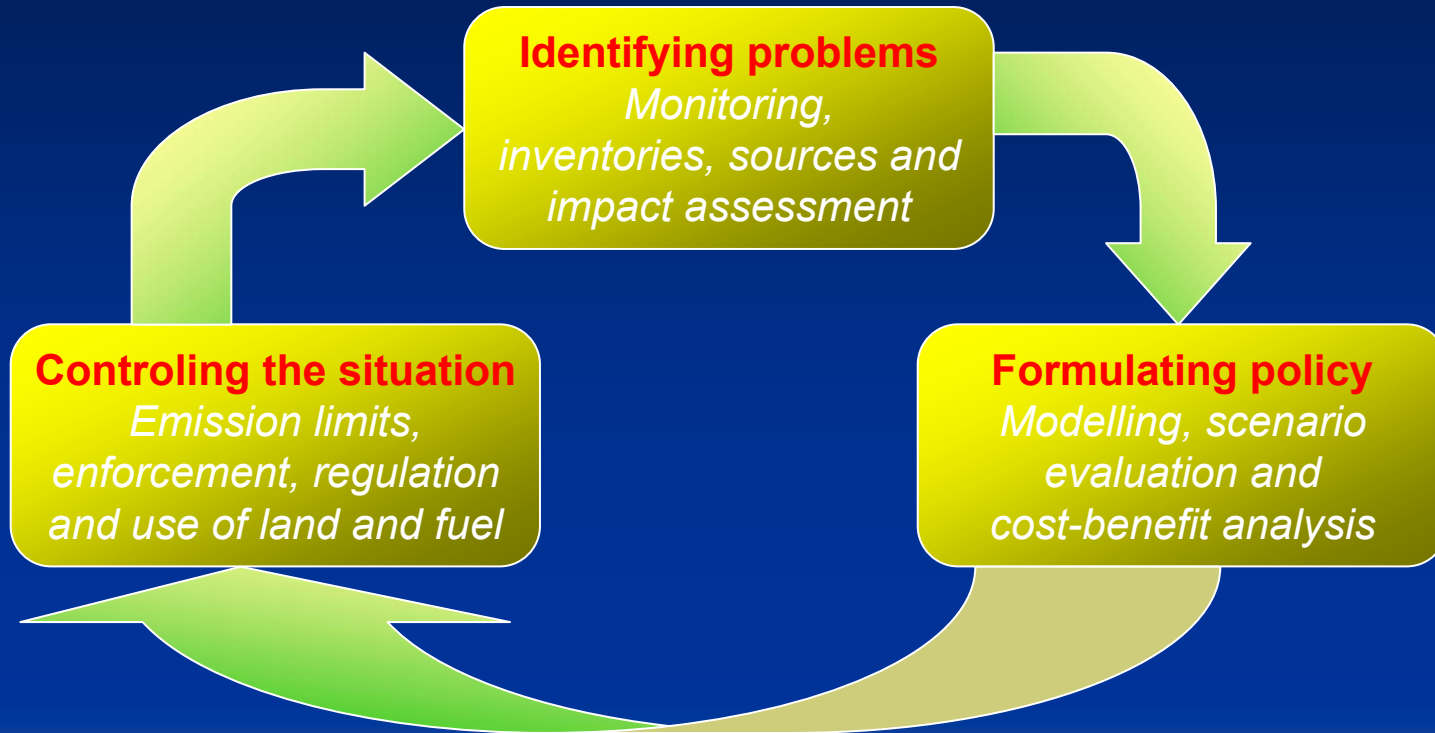 Identifying problems
Monitoring,
inventories, sources and
impact assessment
Controling the situation
Emission limits,
enforcement, regulation
and use of land and fuel
Formulating policy
Modelling, scenario
evaluation and
cost-benefit analysis